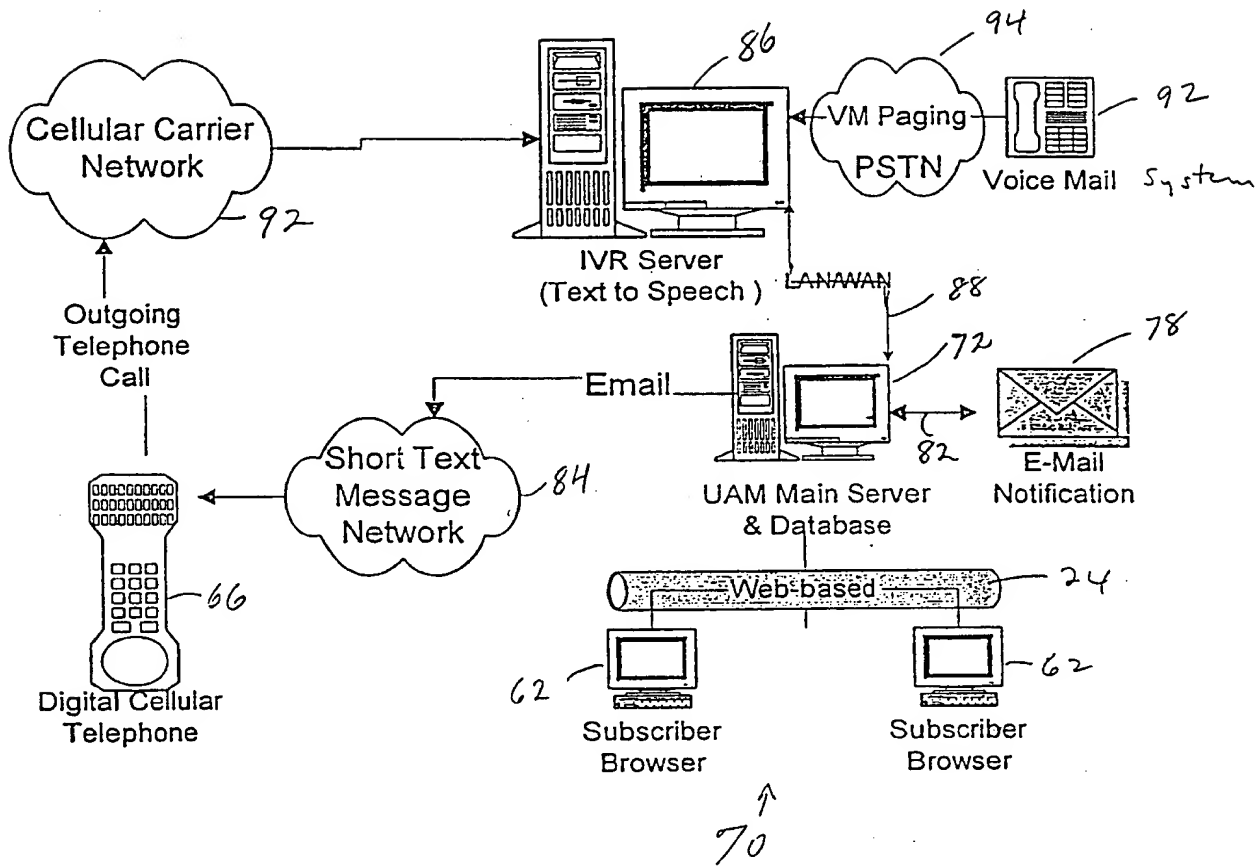 86
94
Cellular Carrier
Network
VM Paging
PSTN
92
Voice Mail System
92
IVR Server
(Text to Speech )
LANAWAN
88
Outgoing
Telephone
Call
72
78
Email
82
Short Text
Message
Network
84
E-Mail
Notification
UAM Main Server
& Database
66
Web-based
24
62
62
Digital Cellular
Telephone
Subscriber
Browser
Subscriber
Browser
70